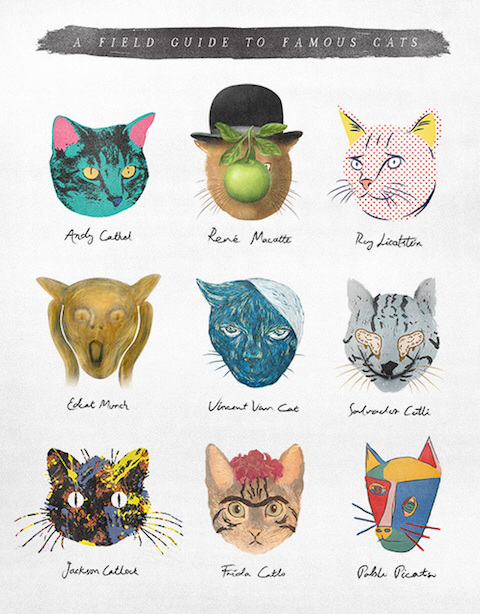 A FIELD GUIDE TO FAMOUS CATS
Andy Cathol
René Macatte
Roy Licatstein
Edcat Munch
Vincent Van Cat
Salvador Catli
Jackson Catlock
Frida Catlo
Pablo Picatso